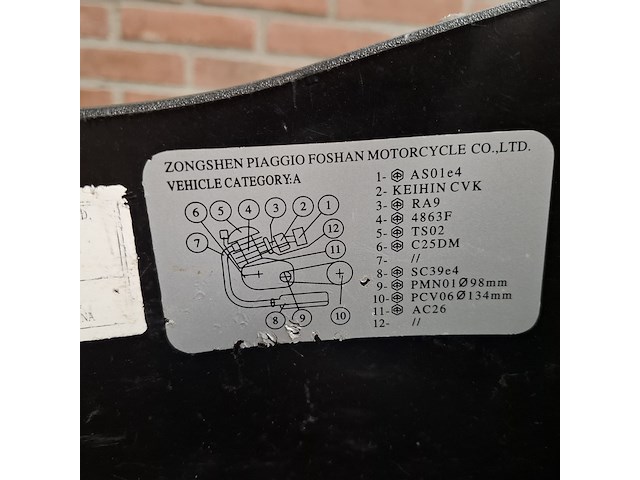 ZONGSHEN PIAGGIO FOSHAN MOTORCYCLE CO.,LTD.
VEHICLE CATEGORY:A
1- AS01e4
2- KEIHIN CVK
3- RA9
4- 4863F
5- TS02
6- C25DM
7- //
8- SC39e4
9- PMN01Ø98mm
10- PCV06Ø134mm
11- AC26
12- //
6 5 4 3 2 1
12
7 11
8 9 10
D.
NA